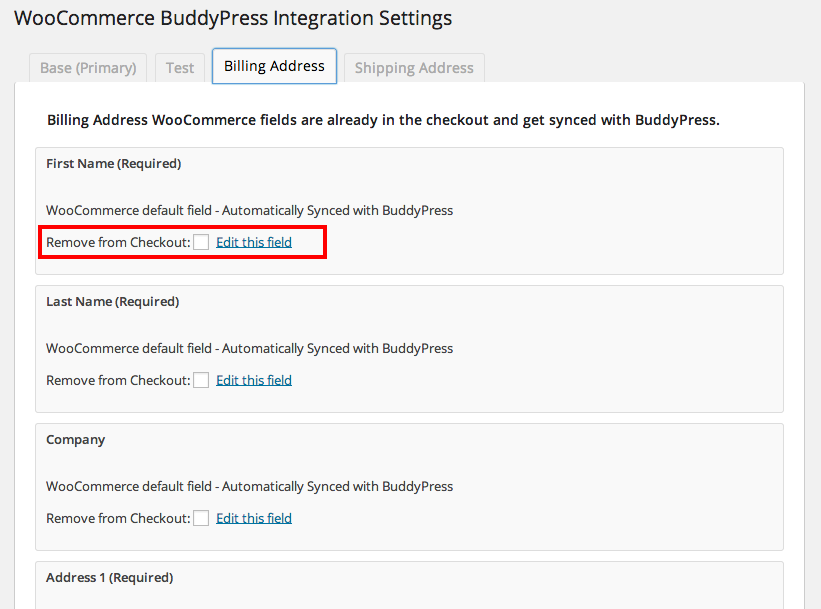 WooCommerce BuddyPress Integration Settings
Base (Primary) Test Billing Address Shipping Address
Billing Address WooCommerce fields are already in the checkout and get synced with BuddyPress.
First Name (Required)
WooCommerce default field - Automatically Synced with BuddyPress
Remove from Checkout: Edit this field
Last Name (Required)
WooCommerce default field - Automatically Synced with BuddyPress
Remove from Checkout: Edit this field
Company
WooCommerce default field - Automatically Synced with BuddyPress
Remove from Checkout: Edit this field
Address 1 (Required)